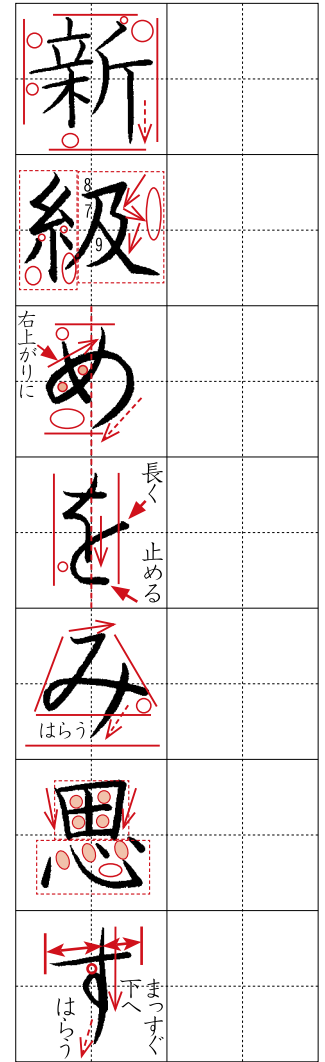 新
級
8
7
9
め
右上がりに
を
長く
止める
み
はらう
思
す
まっすぐ
下へ
はらう